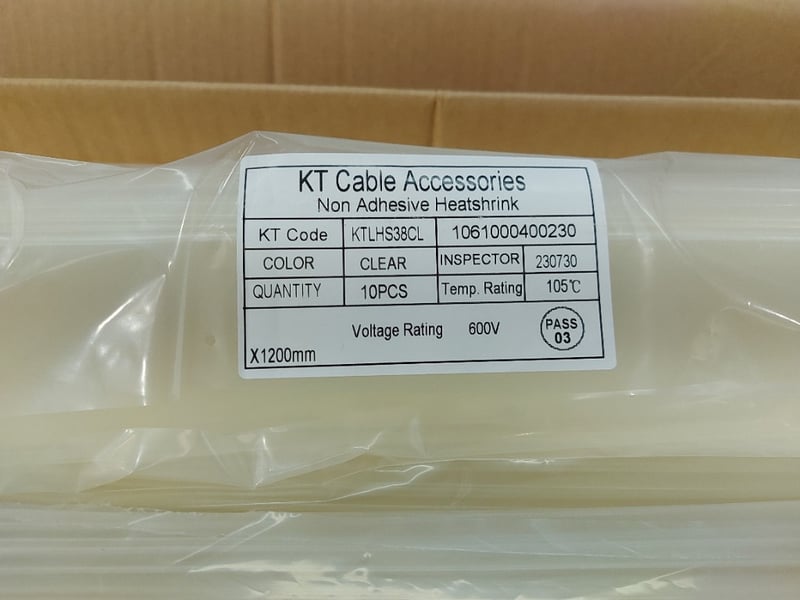 KT Cable Accessories
Non Adhesive Heatshrink
KT Code KTLHS38CL 1061000400230
COLOR CLEAR INSPECTOR 230730
QUANTITY 10PCS Temp. Rating 105℃
Voltage Rating 600V PASS 03
X1200mm